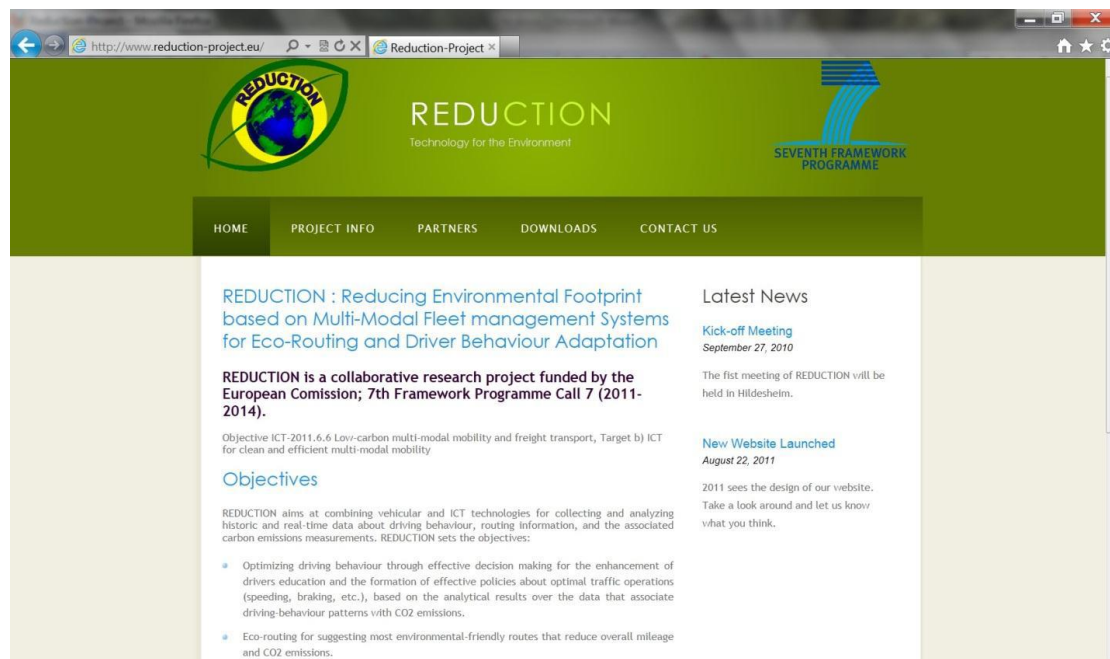 http://www.reduction-project.eu/
Reduction-Project
REDUCTION
REDUCTION
Technology for the Environment
SEVENTH FRAMEWORK
PROGRAMME
HOME
PROJECT INFO
PARTNERS
DOWNLOADS
CONTACT US
REDUCTION : Reducing Environmental Footprint
based on Multi-Modal Fleet management Systems
for Eco-Routing and Driver Behaviour Adaptation
REDUCTION is a collaborative research project funded by the
European Comission; 7th Framework Programme Call 7 (2011-
2014).
Objective ICT-2011.6.6 Low-carbon multi-modal mobility and freight transport, Target b) ICT
for clean and efficient multi-modal mobility
Objectives
REDUCTION aims at combining vehicular and ICT technologies for collecting and analyzing
historic and real-time data about driving behaviour, routing information, and the associated
carbon emissions measurements. REDUCTION sets the objectives:
Optimizing driving behaviour through effective decision making for the enhancement of
drivers education and the formation of effective policies about optimal traffic operations
(speeding, braking, etc.), based on the analytical results over the data that associate
driving-behaviour patterns with CO2 emissions.
Eco-routing for suggesting most environmental-friendly routes that reduce overall mileage
and CO2 emissions.
Latest News
Kick-off Meeting
September 27, 2010
The fist meeting of REDUCTION will be
held in Hildesheim.
New Website Launched
August 22, 2011
2011 sees the design of our website.
Take a look around and let us know
what you think.